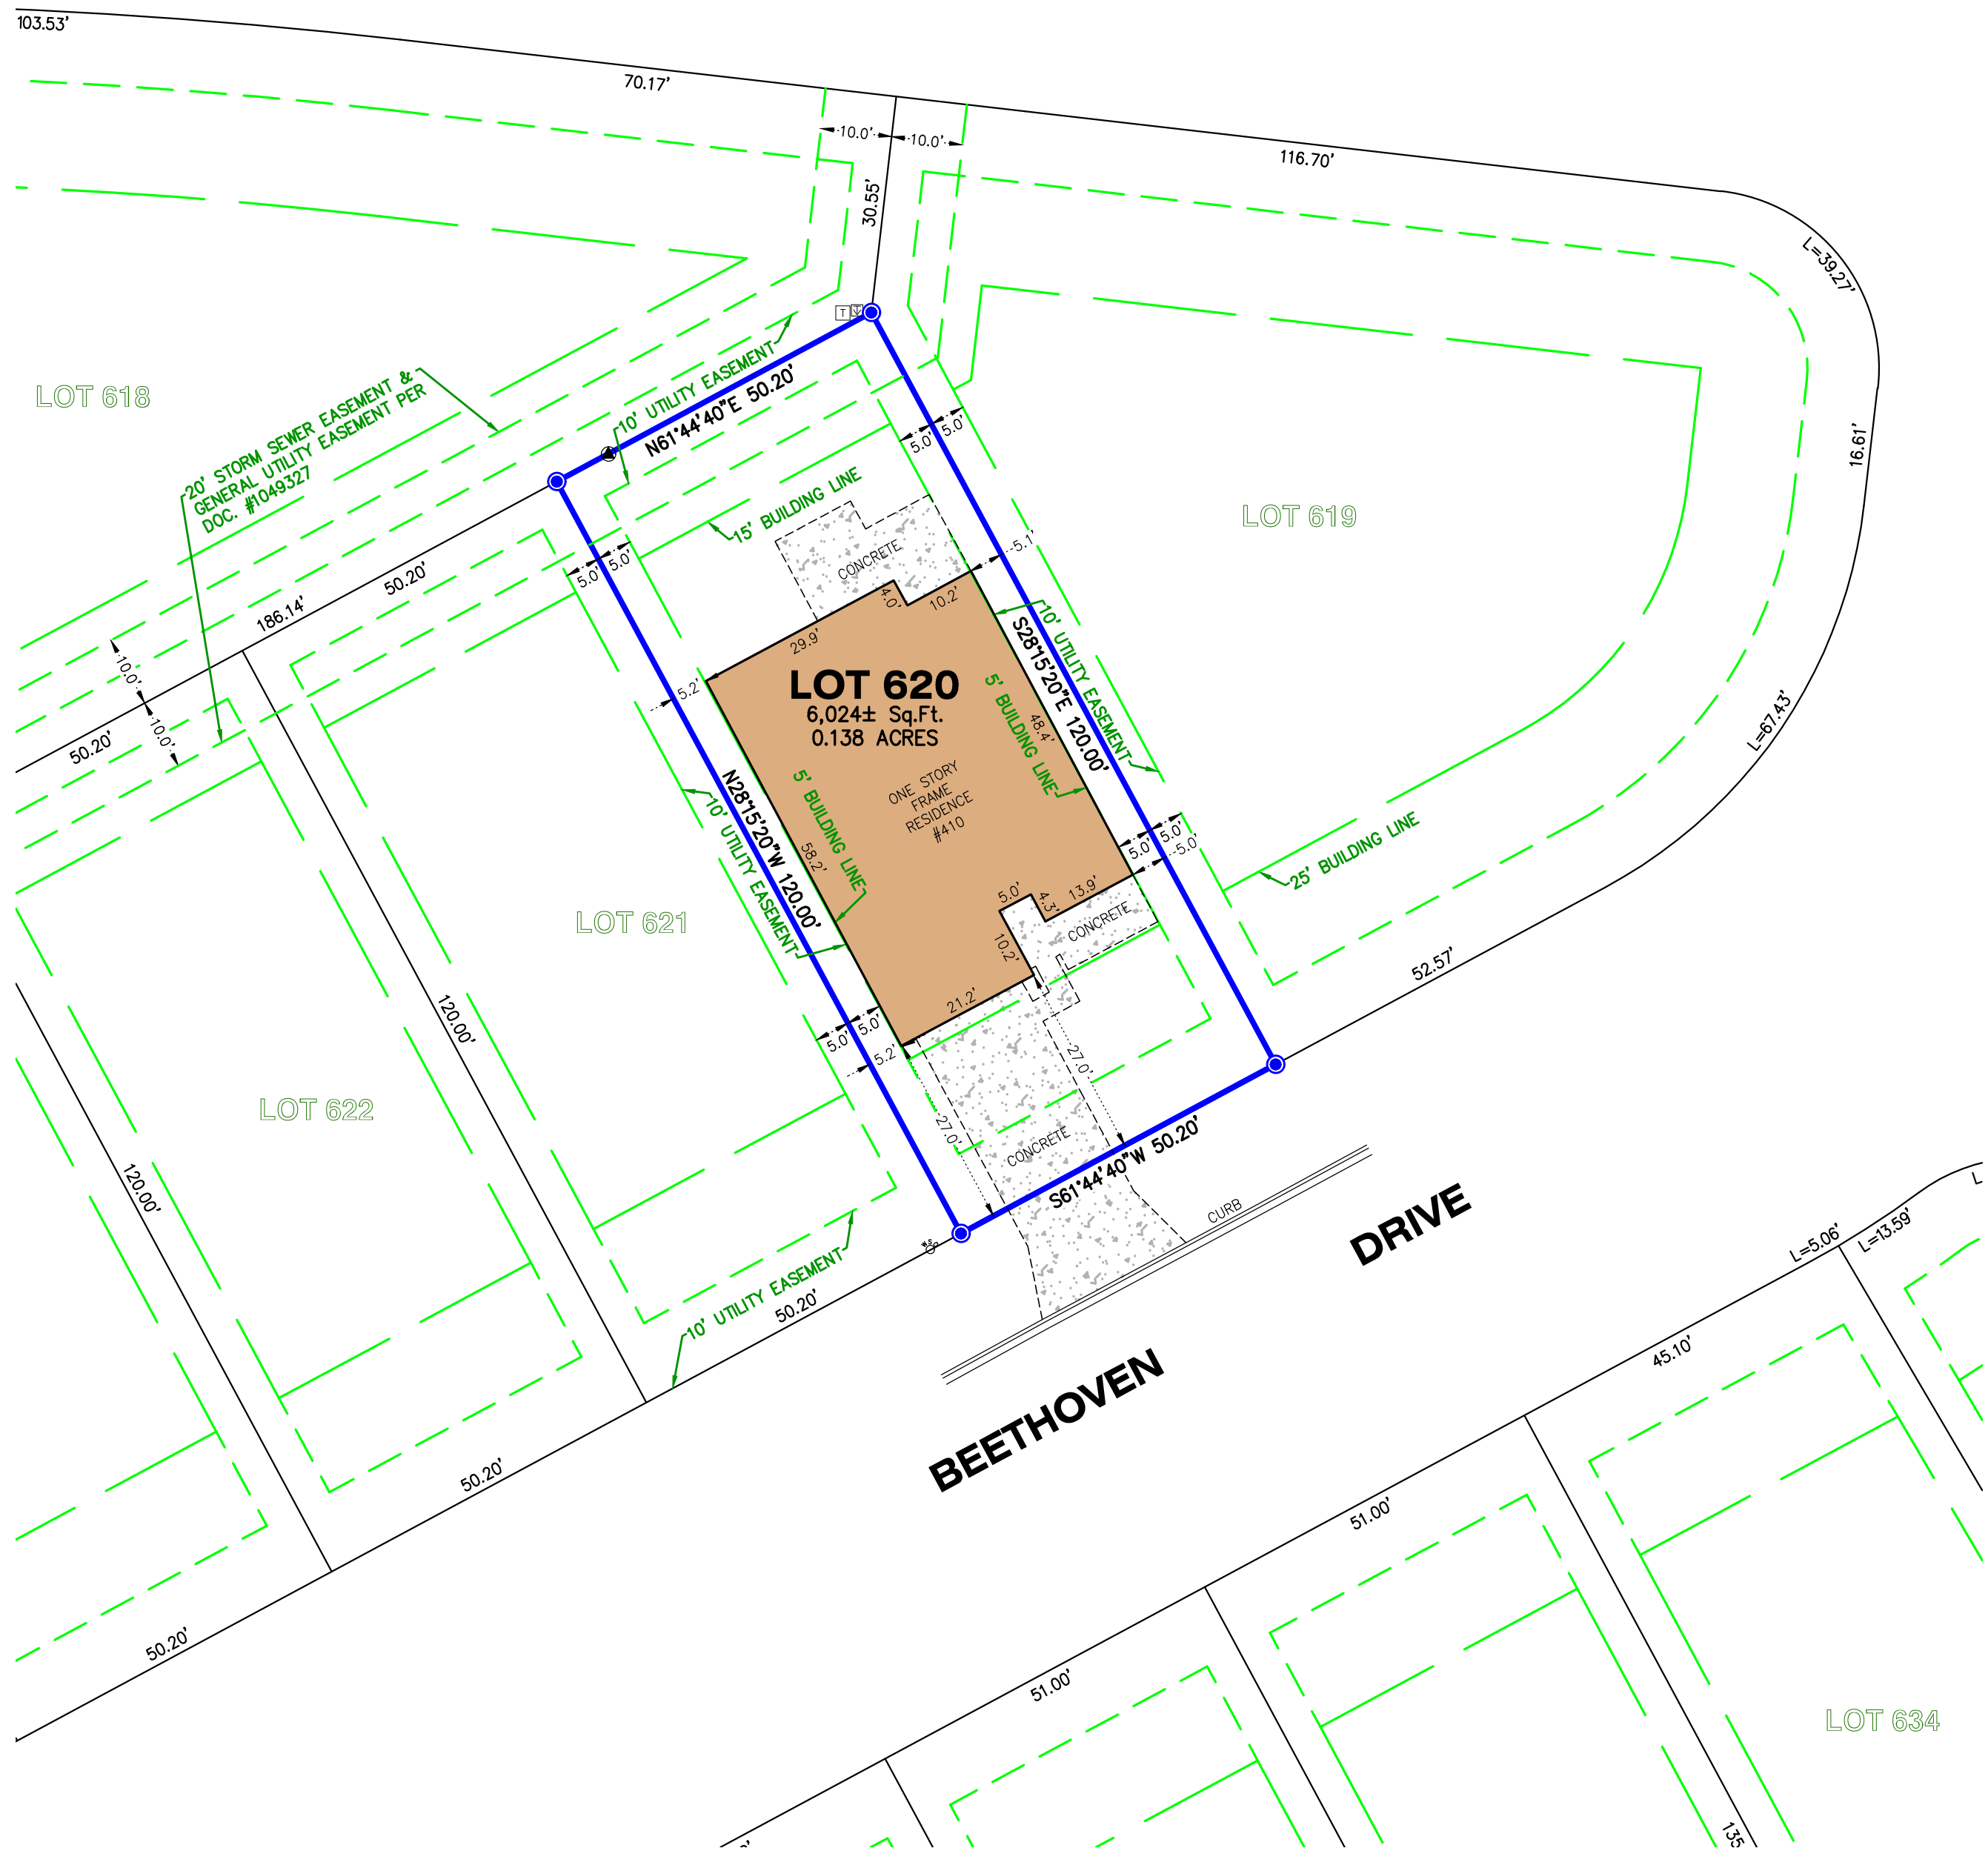 103.53'
70.17'
10.0'
10.0'
116.70'
30.55'
L=39.27'
T
T
LOT 618
20' STORM SEWER EASEMENT &
GENERAL UTILITY EASEMENT PER
DOC. #1049327
10' UTILITY EASEMENT
N61°44'40"E 50.20'
5.0'
5.0'
16.61'
15' BUILDING LINE
LOT 619
CONCRETE
5.1'
5.0'
5.0'
50.20'
186.14'
4.0'
10.2'
29.9'
10.0'
10.0'
50.20'
5.2'
LOT 620
6,024± Sq.Ft.
0.138 ACRES
10' UTILITY EASEMENT
S28°15'20"E 120.00'
5' BUILDING LINE
48.4'
L=67.43'
ONE STORY
FRAME
RESIDENCE
#410
N28°15'20"W 120.00'
10' UTILITY EASEMENT
5' BUILDING LINE
58.2'
5.0'
5.0'
5.0'
25' BUILDING LINE
LOT 621
5.0'
4.3'
13.9'
CONCRETE
10.2'
21.2'
52.57'
120.00'
5.0'
5.0'
5.2'
27.0'
27.0'
LOT 622
CONCRETE
S61°44'40"W 50.20'
120.00'
CURB
DRIVE
BEETHOVEN
10' UTILITY EASEMENT
50.20'
50.20'
50.20'
L=5.06'
L=13.59'
L
45.10'
51.00'
51.00'
LOT 634
135